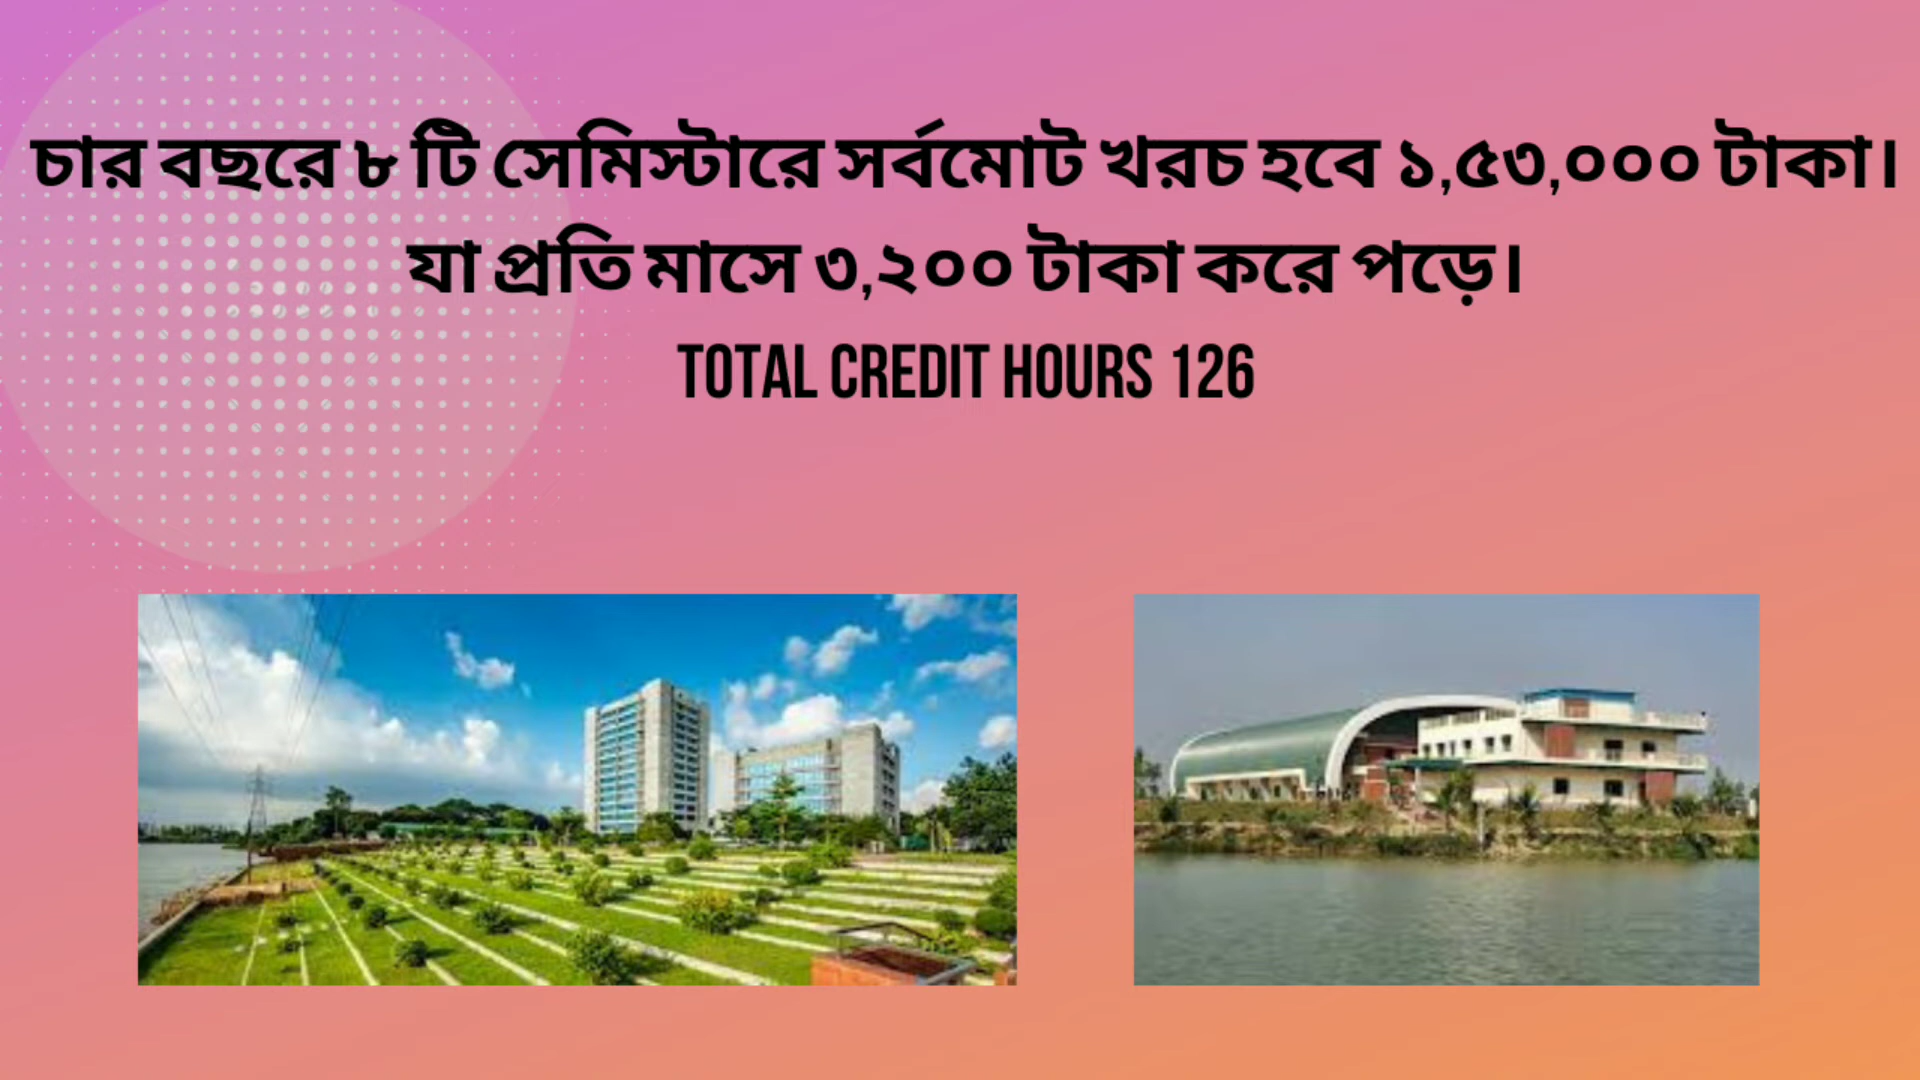 চার বছরে ৮ টি সেমিস্টারে সর্বমোট খরচ হবে ১,৫৩,০০০ টাকা।
যা প্রতি মাসে ৩,২০০ টাকা করে পড়ে।
TOTAL CREDIT HOURS 126